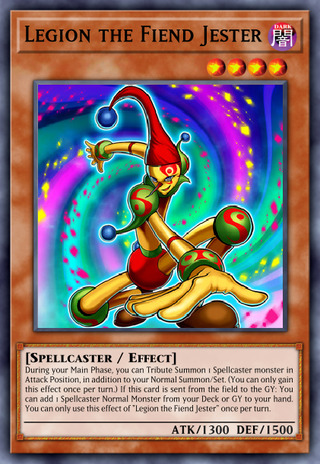 Legion the Fiend Jester
DARK
闇
[Spellcaster / Effect]
During your Main Phase, you can Tribute Summon 1 Spellcaster monster in
Attack Position, in addition to your Normal Summon/Set. (You can only gain
this effect once per turn.) If this card is sent from the field to the GY: You
can add 1 Spellcaster Normal Monster from your Deck or GY to your hand.
You can only use this effect of "Legion the Fiend Jester" once per turn.
ATK/1300 DEF/1500